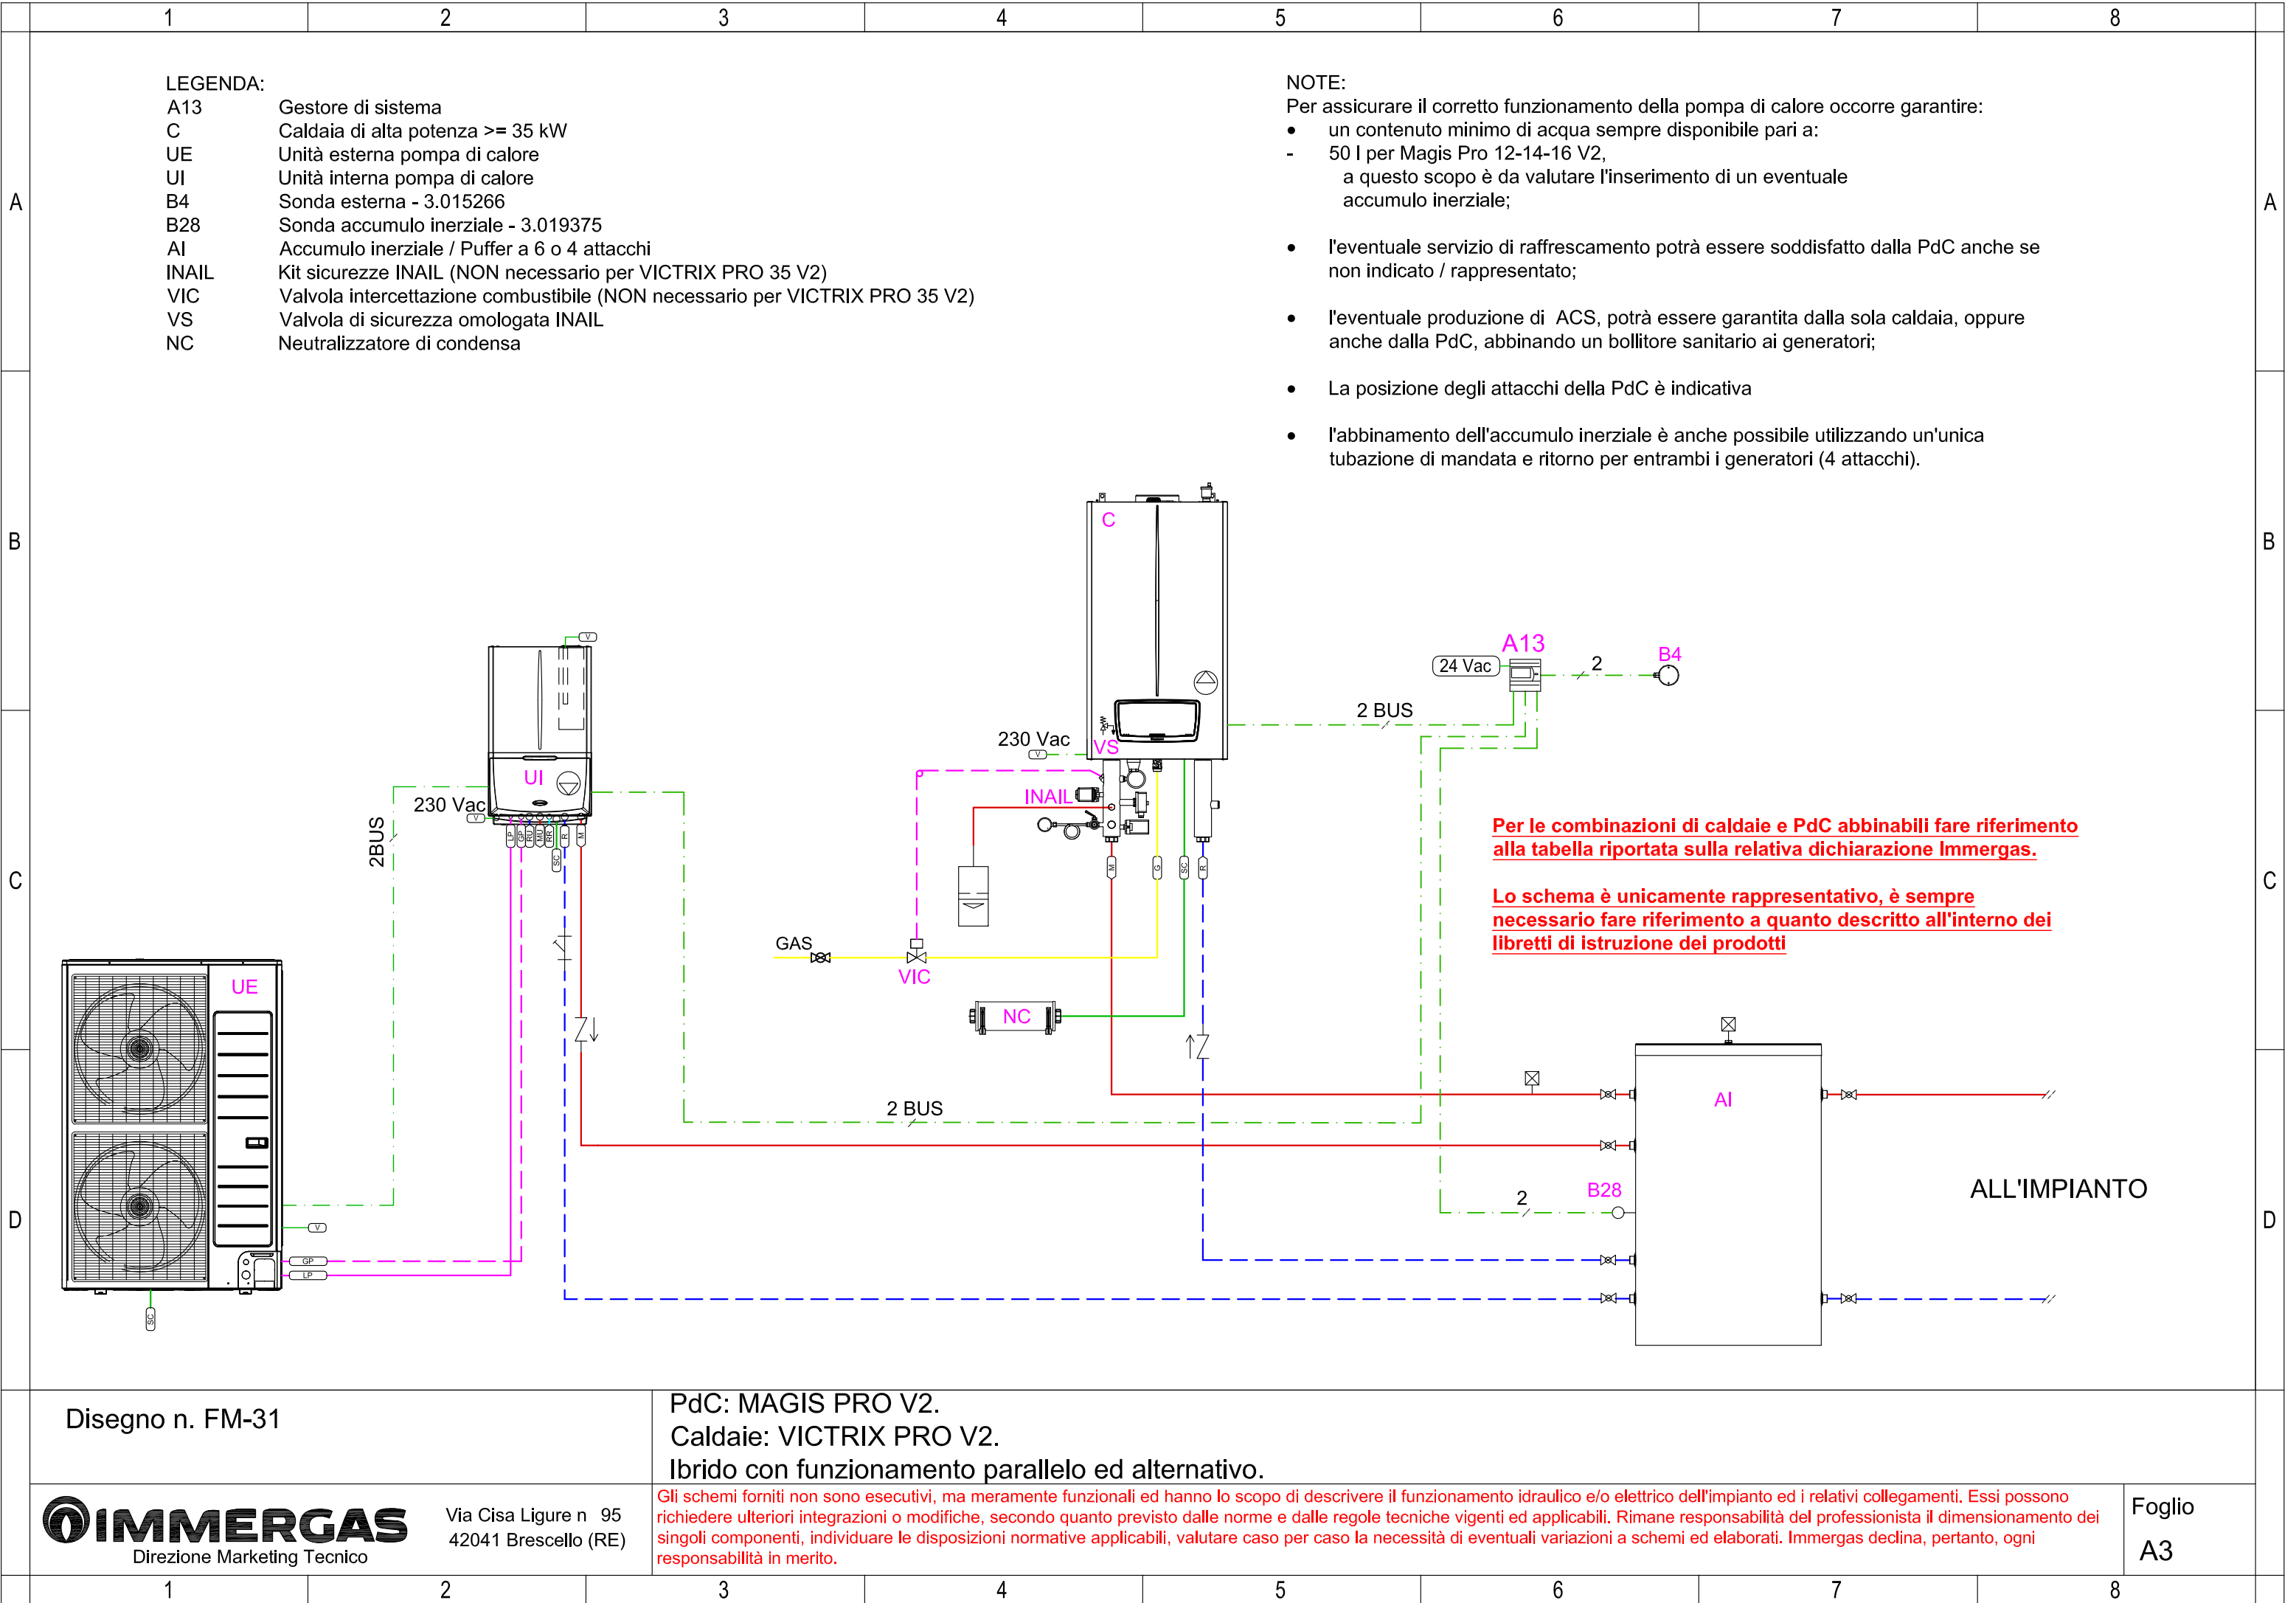 1 2 3 4 5 6 7 8
LEGENDA:
A13 Gestore di sistema
C Caldaia di alta potenza >= 35 kW
UE Unità esterna pompa di calore
UI Unità interna pompa di calore
B4 Sonda esterna - 3.015266
B28 Sonda accumulo inerziale - 3.019375
AI Accumulo inerziale / Puffer a 6 o 4 attacchi
INAIL Kit sicurezze INAIL (NON necessario per VICTRIX PRO 35 V2)
VIC Valvola intercettazione combustibile (NON necessario per VICTRIX PRO 35 V2)
VS Valvola di sicurezza omologata INAIL
NC Neutralizzatore di condensa
NOTE:
Per assicurare il corretto funzionamento della pompa di calore occorre garantire:
• un contenuto minimo di acqua sempre disponibile pari a:
- 50 l per Magis Pro 12-14-16 V2,
a questo scopo è da valutare l'inserimento di un eventuale
accumulo inerziale;
• l'eventuale servizio di raffrescamento potrà essere soddisfatto dalla PdC anche se
non indicato / rappresentato;
• l'eventuale produzione di ACS, potrà essere garantita dalla sola caldaia, oppure
anche dalla PdC, abbinando un bollitore sanitario ai generatori;
• La posizione degli attacchi della PdC è indicativa
• l'abbinamento dell'accumulo inerziale è anche possibile utilizzando un'unica
tubazione di mandata e ritorno per entrambi i generatori (4 attacchi).
A A
B B
C C
D D
C
V
A13
24 Vac
2
B4
2 BUS
230 Vac
V
VS
UI
230 Vac
V
INAIL
2BUS
LP GP RU MU RR SC R M
M G SC R
Per le combinazioni di caldaie e PdC abbinabili fare riferimento
alla tabella riportata sulla relativa dichiarazione Immergas.
Lo schema è unicamente rappresentativo, è sempre
necessario fare riferimento a quanto descritto all'interno dei
libretti di istruzione dei prodotti
GAS
VIC
UE
NC
AI
2 BUS
B28
2
ALL'IMPIANTO
V
GP
LP
SC
Disegno n. FM-31
PdC: MAGIS PRO V2.
Caldaie: VICTRIX PRO V2.
Ibrido con funzionamento parallelo ed alternativo.
IMMERGAS
Direzione Marketing Tecnico
Via Cisa Ligure n 95
42041 Brescello (RE)
Gli schemi forniti non sono esecutivi, ma meramente funzionali ed hanno lo scopo di descrivere il funzionamento idraulico e/o elettrico dell'impianto ed i relativi collegamenti. Essi possono
richiedere ulteriori integrazioni o modifiche, secondo quanto previsto dalle norme e dalle regole tecniche vigenti ed applicabili. Rimane responsabilità del professionista il dimensionamento dei
singoli componenti, individuare le disposizioni normative applicabili, valutare caso per caso la necessità di eventuali variazioni a schemi ed elaborati. Immergas declina, pertanto, ogni
responsabilità in merito.
Foglio
A3
1 2 3 4 5 6 7 8